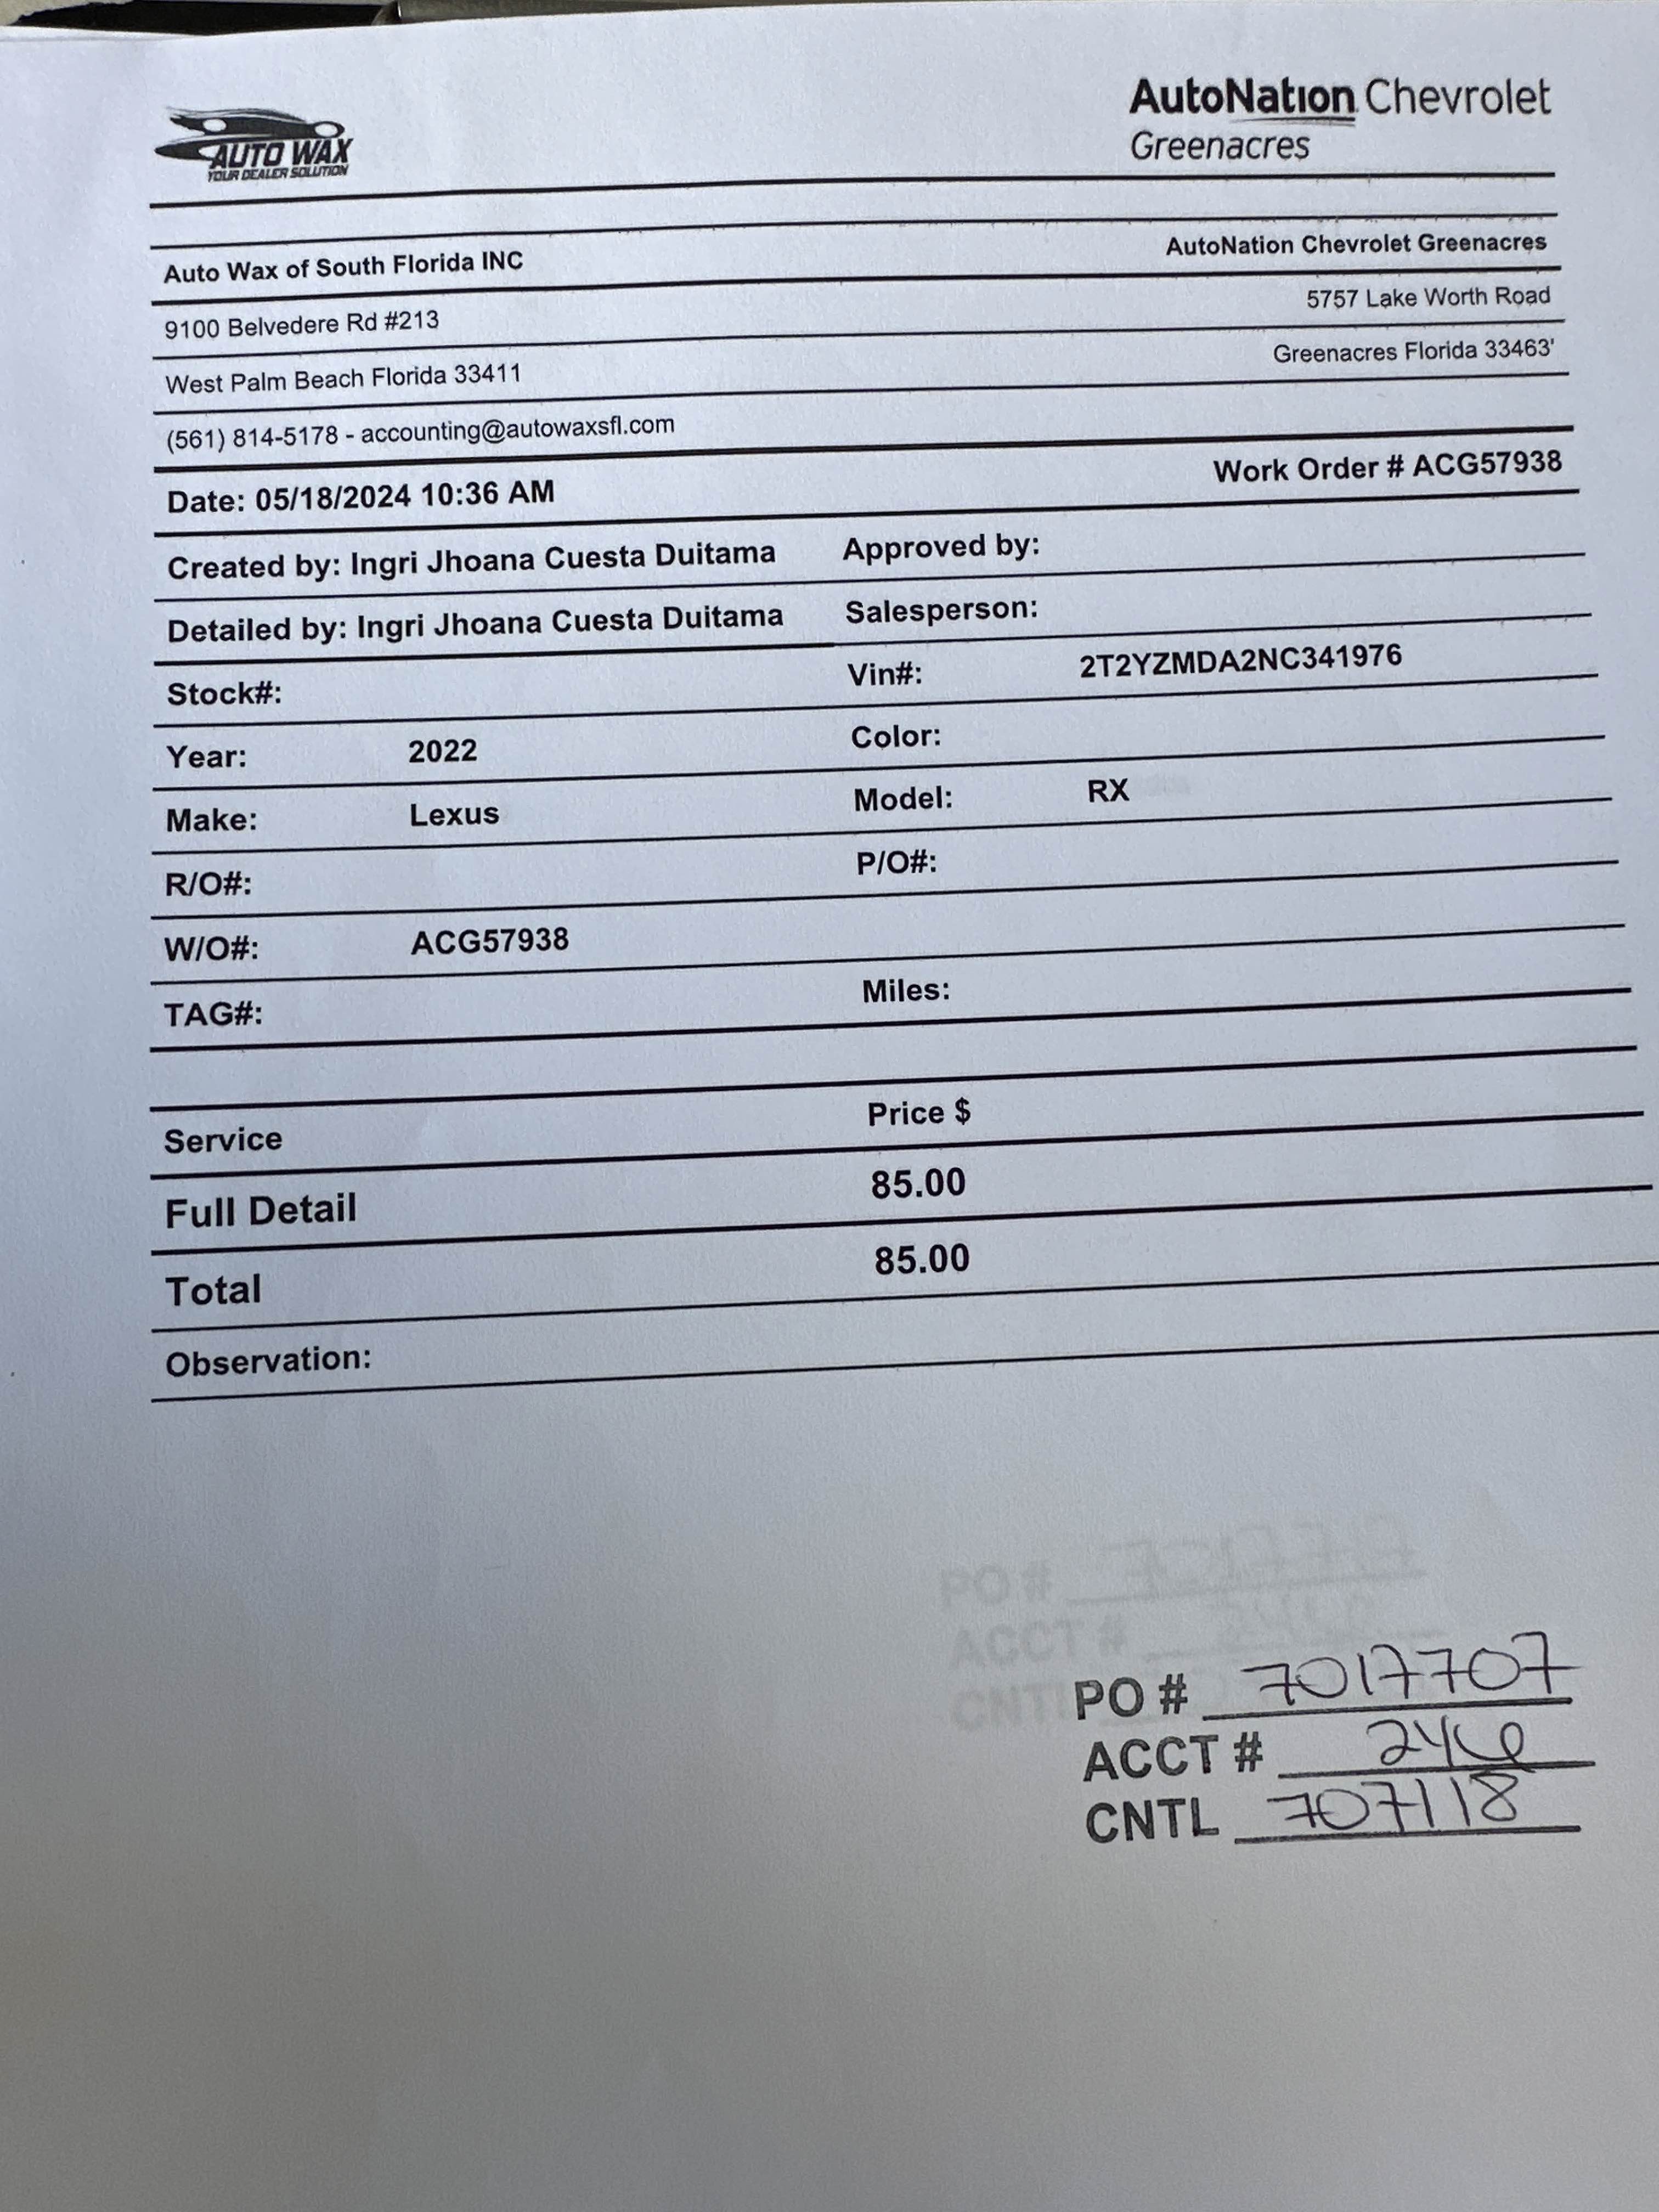 AUTO WAX
YOUR DEALER SOLUTION
AutoNation Chevrolet
Greenacres
Auto Wax of South Florida INC
AutoNation Chevrolet Greenacres
9100 Belvedere Rd #213
5757 Lake Worth Road
West Palm Beach Florida 33411
Greenacres Florida 33463'
(561) 814-5178 - accounting@autowaxsfl.com
Date: 05/18/2024 10:36 AM
Work Order # ACG57938
Created by: Ingri Jhoana Cuesta Duitama Approved by:
Detailed by: Ingri Jhoana Cuesta Duitama Salesperson:
Stock#: Vin#: 2T2YZMDA2NC341976
Year: 2022 Color:
Make: Lexus Model: RX
R/O#: P/O#:
W/O#: ACG57938
TAG#: Miles:
Service Price $
Full Detail 85.00
Total 85.00
Observation:
PO #
ACCT #
CNTL
PO # 7017707
ACCT # 246
CNTL 707118